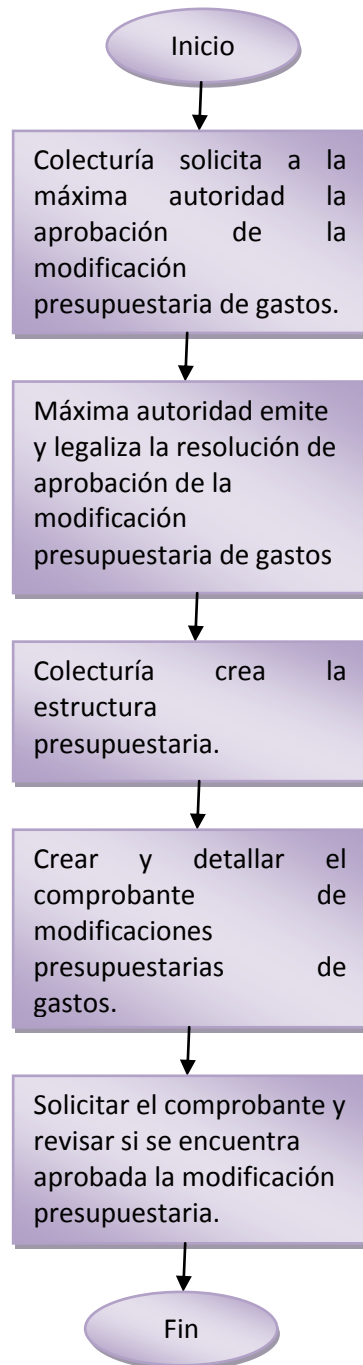 Inicio
Colecturía solicita a la
máxima autoridad la
aprobación de la
modificación
presupuestaria de gastos.
Máxima autoridad emite
y legaliza la resolución de
aprobación de la
modificación
presupuestaria de gastos
Colecturía crea la
estructura
presupuestaria.
Crear y detallar el
comprobante de
modificaciones
presupuestarias de
gastos.
Solicitar el comprobante y
revisar si se encuentra
aprobada la modificación
presupuestaria.
Fin